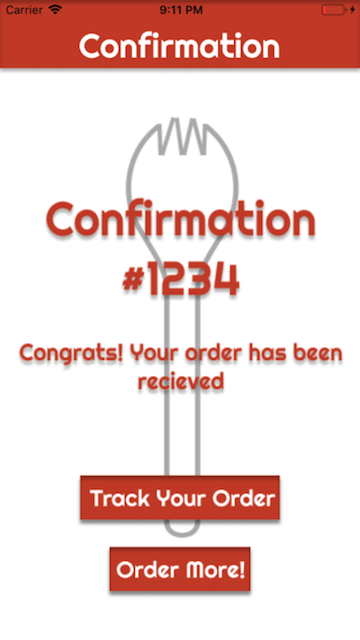 Carrier 9:11 PM
Confirmation
Confirmation
#1234
Congrats! Your order has been
recieved
Track Your Order
Order More!